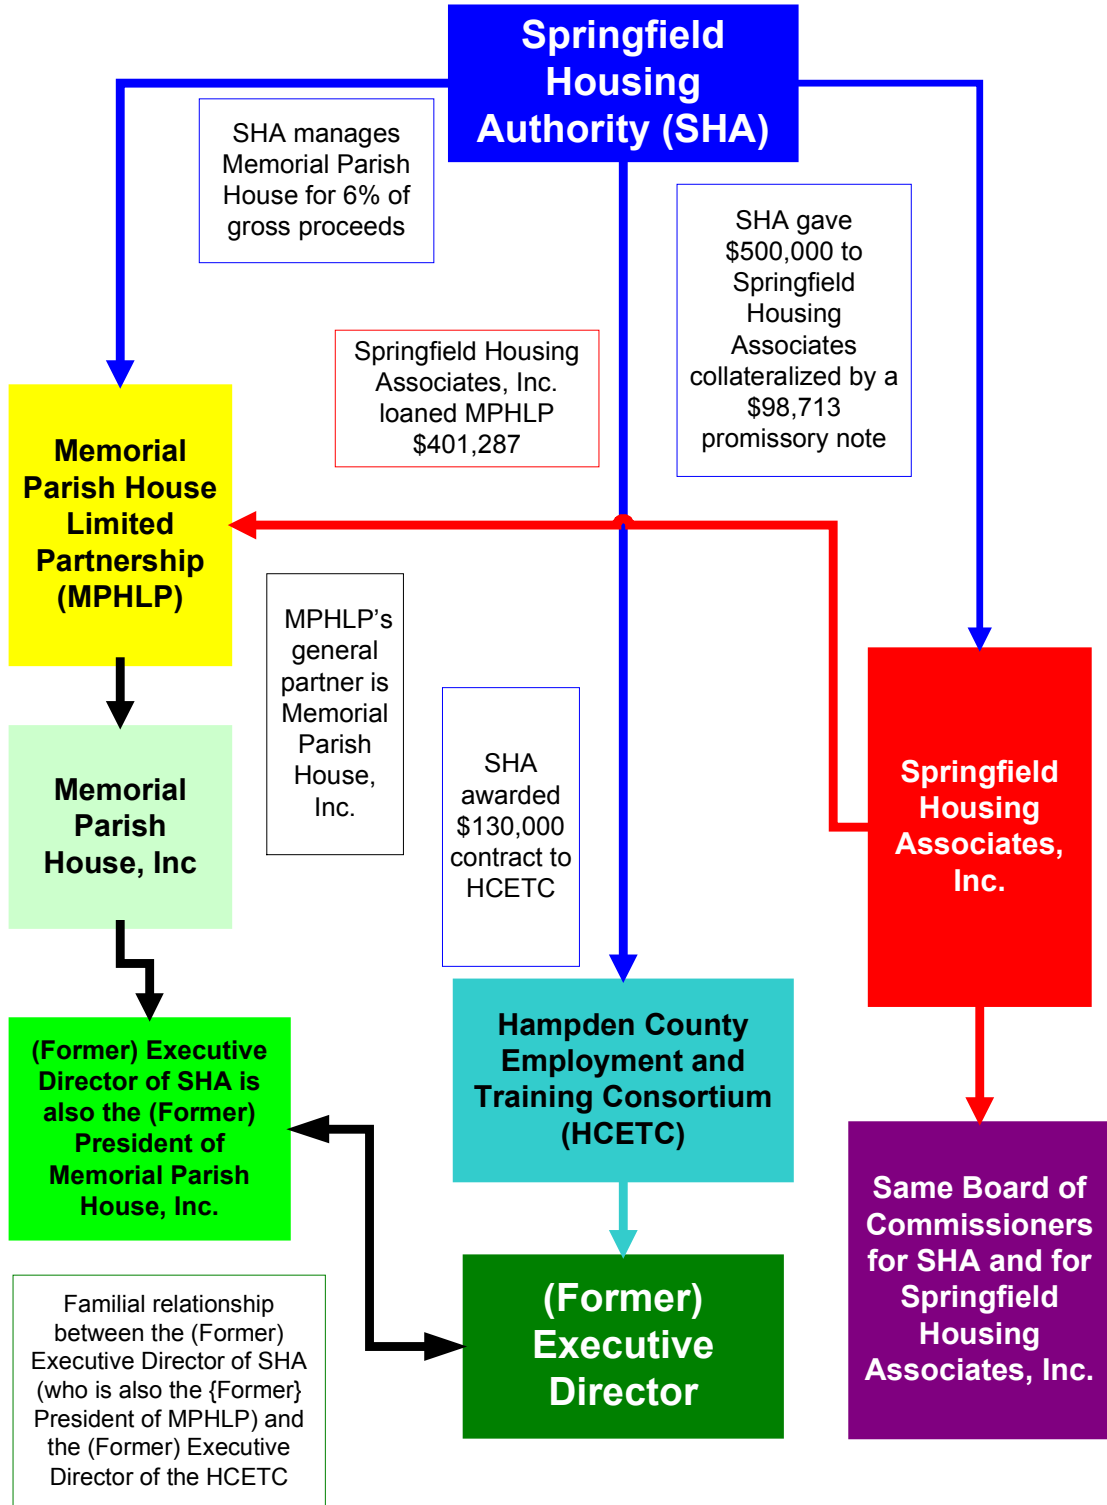 Springfield
Housing
Authority (SHA)
SHA manages
Memorial Parish
House for 6% of
gross proceeds
SHA gave
$500,000 to
Springfield
Housing
Associates
collateralized by a
$98,713
promissory note
Springfield Housing
Associates, Inc.
loaned MPHLP
$401,287
Memorial
Parish House
Limited
Partnership
(MPHLP)
MPHLP’s
general
partner is
Memorial
Parish
House,
Inc.
SHA
awarded
$130,000
contract to
HCETC
Springfield
Housing
Associates,
Inc.
Memorial
Parish
House, Inc
(Former) Executive
Director of SHA is
also the (Former)
President of
Memorial Parish
House, Inc.
Hampden County
Employment and
Training Consortium
(HCETC)
Same Board of
Commissioners
for SHA and for
Springfield
Housing
Associates, Inc.
(Former)
Executive
Director
Familial relationship
between the (Former)
Executive Director of SHA
(who is also the {Former}
President of MPHLP) and
the (Former) Executive
Director of the HCETC